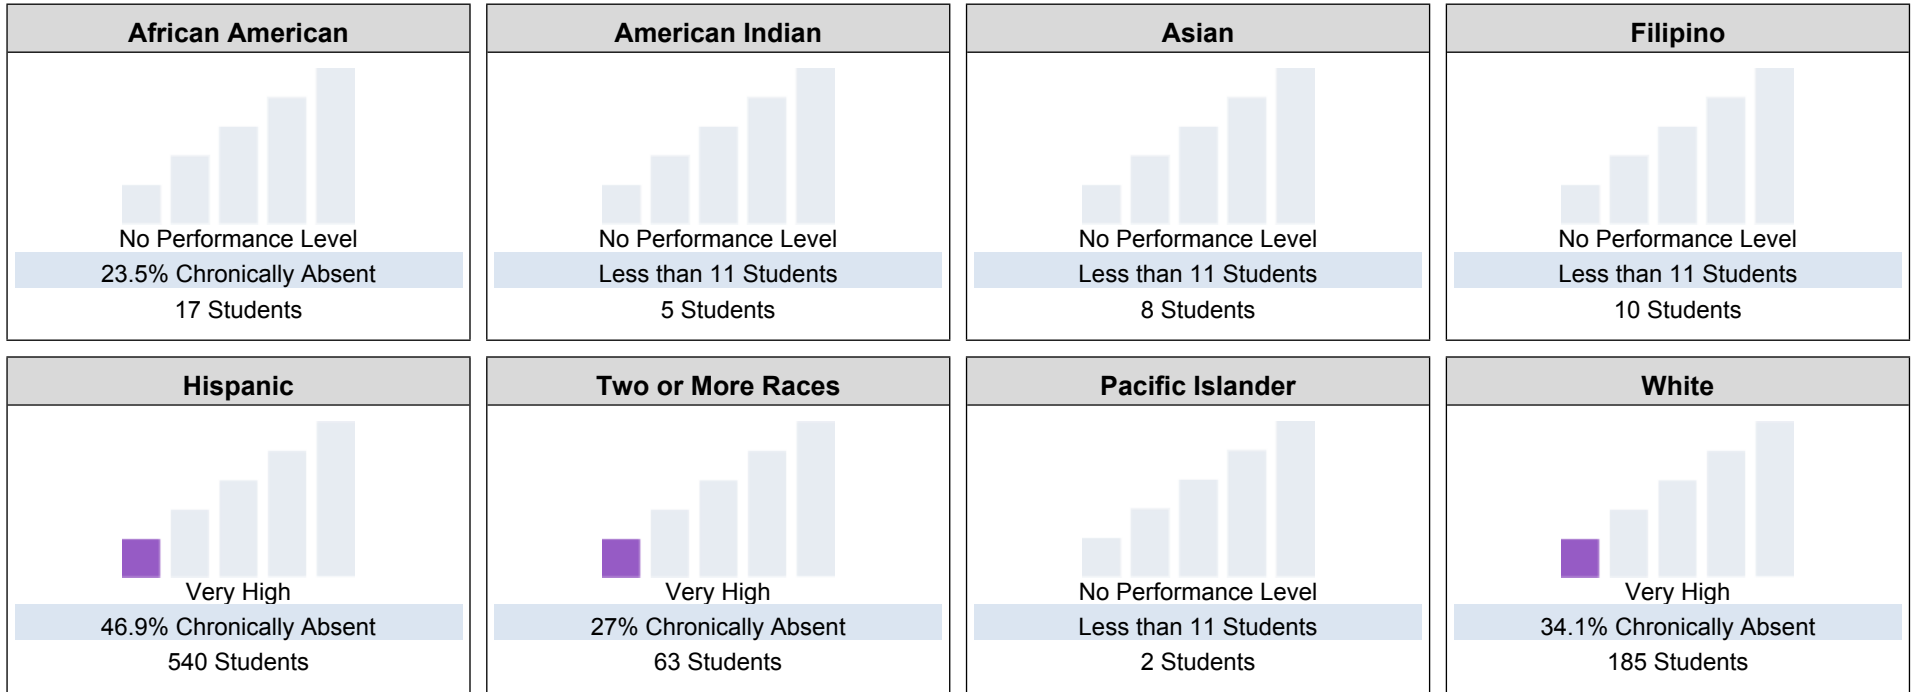 African American
No Performance Level
23.5% Chronically Absent
17 Students
American Indian
No Performance Level
Less than 11 Students
5 Students
Asian
No Performance Level
Less than 11 Students
8 Students
Filipino
No Performance Level
Less than 11 Students
10 Students
Hispanic
Very High
46.9% Chronically Absent
540 Students
Two or More Races
Very High
27% Chronically Absent
63 Students
Pacific Islander
No Performance Level
Less than 11 Students
2 Students
White
Very High
34.1% Chronically Absent
185 Students